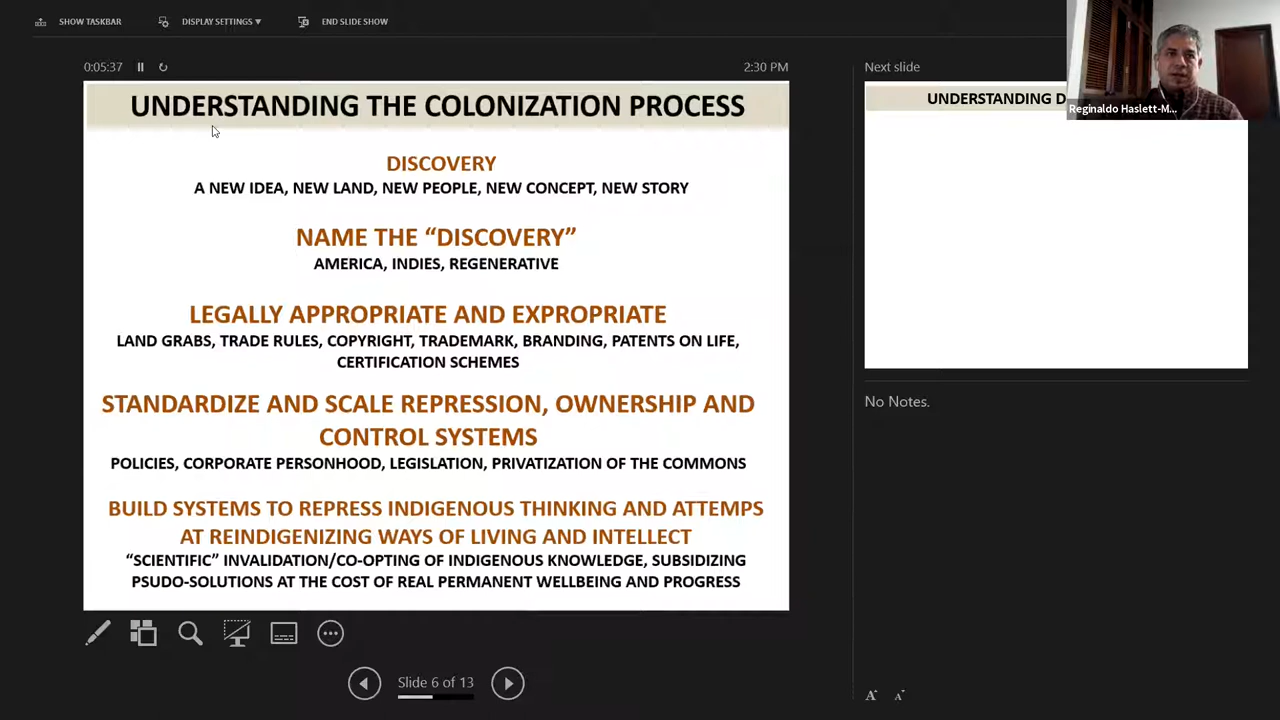 SHOW TASKBAR
DISPLAY SETTINGS ▾
END SLIDE SHOW
0:05:37
2:30 PM
UNDERSTANDING THE COLONIZATION PROCESS
DISCOVERY
A NEW IDEA, NEW LAND, NEW PEOPLE, NEW CONCEPT, NEW STORY
NAME THE “DISCOVERY”
AMERICA, INDIES, REGENERATIVE
LEGALLY APPROPRIATE AND EXPROPRIATE
LAND GRABS, TRADE RULES, COPYRIGHT, TRADEMARK, BRANDING, PATENTS ON LIFE,
CERTIFICATION SCHEMES
STANDARDIZE AND SCALE REPRESSION, OWNERSHIP AND
CONTROL SYSTEMS
POLICIES, CORPORATE PERSONHOOD, LEGISLATION, PRIVATIZATION OF THE COMMONS
BUILD SYSTEMS TO REPRESS INDIGENOUS THINKING AND ATTEMPS
AT REINDIGENIZING WAYS OF LIVING AND INTELLECT
“SCIENTIFIC” INVALIDATION/CO-OPTING OF INDIGENOUS KNOWLEDGE, SUBSIDIZING
PSUDO-SOLUTIONS AT THE COST OF REAL PERMANENT WELLBEING AND PROGRESS
Slide 6 of 13
Next slide
UNDERSTANDING D
Reginaldo Haslett-M...
No Notes.
A A